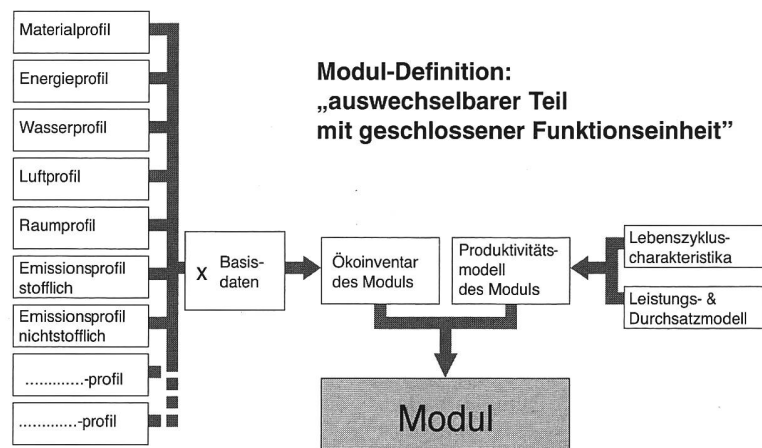 Materialprofil
Energieprofil
Wasserprofil
Luftprofil
Raumprofil
Emissionsprofil
stofflich
Emissionsprofil
nichtstofflich
.............-profil
.............-profil
Modul-Definition:
„auswechselbarer Teil
mit geschlossener Funktionseinheit”
x Basis-
daten
Ökoinventar
des Moduls
Produktivitäts-
modell
des Moduls
Lebenszyklus-
charakteristika
Leistungs- &
Durchsatzmodell
Modul